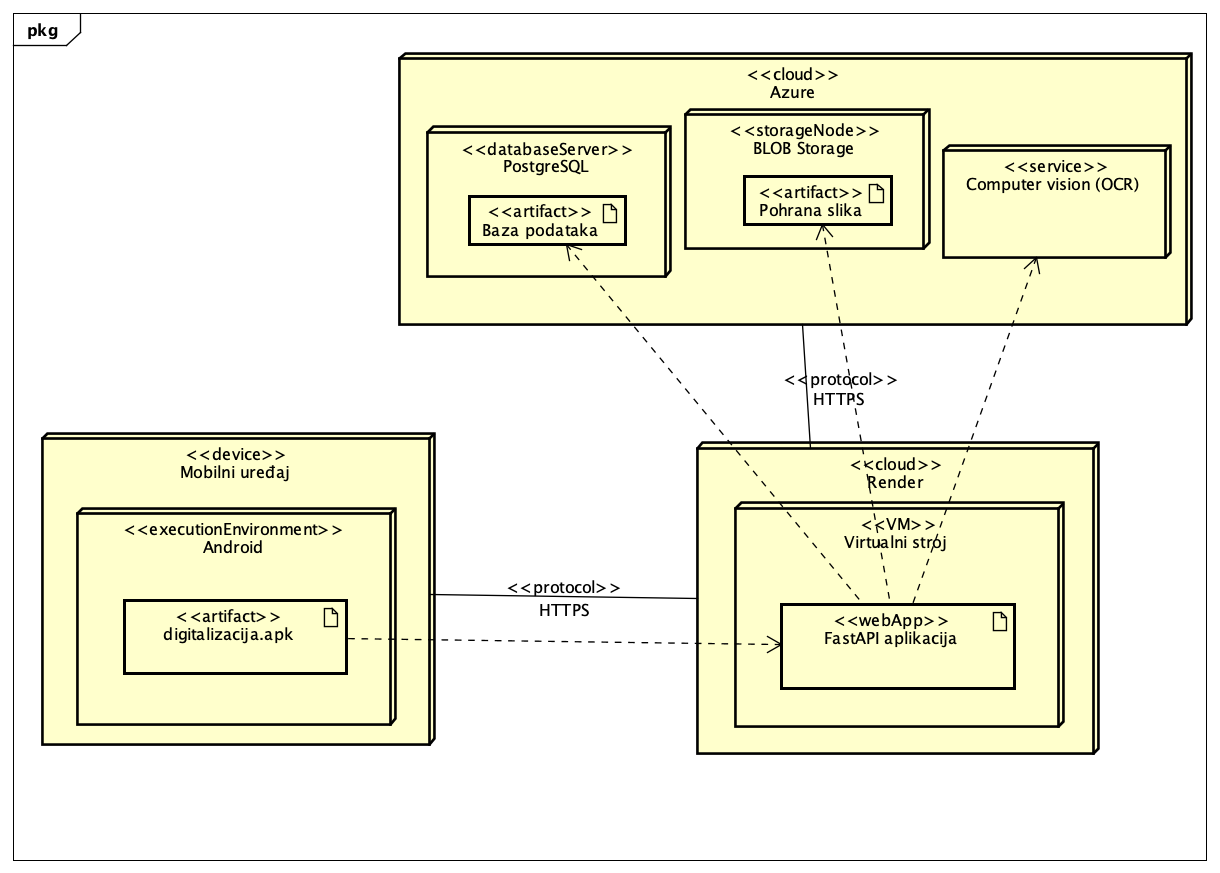 pkg
<<cloud>>
Azure
<<databaseServer>>
PostgreSQL
<<artifact>>
Baza podataka
<<storageNode>>
BLOB Storage
<<artifact>>
Pohrana slika
<<service>>
Computer vision (OCR)
<<protocol>>
HTTPS
<<device>>
Mobilni uređaj
<<executionEnvironment>>
Android
<<artifact>>
digitalizacija.apk
<<protocol>>
HTTPS
<<cloud>>
Render
<<VM>>
Virtualni stroj
<<webApp>>
FastAPI aplikacija